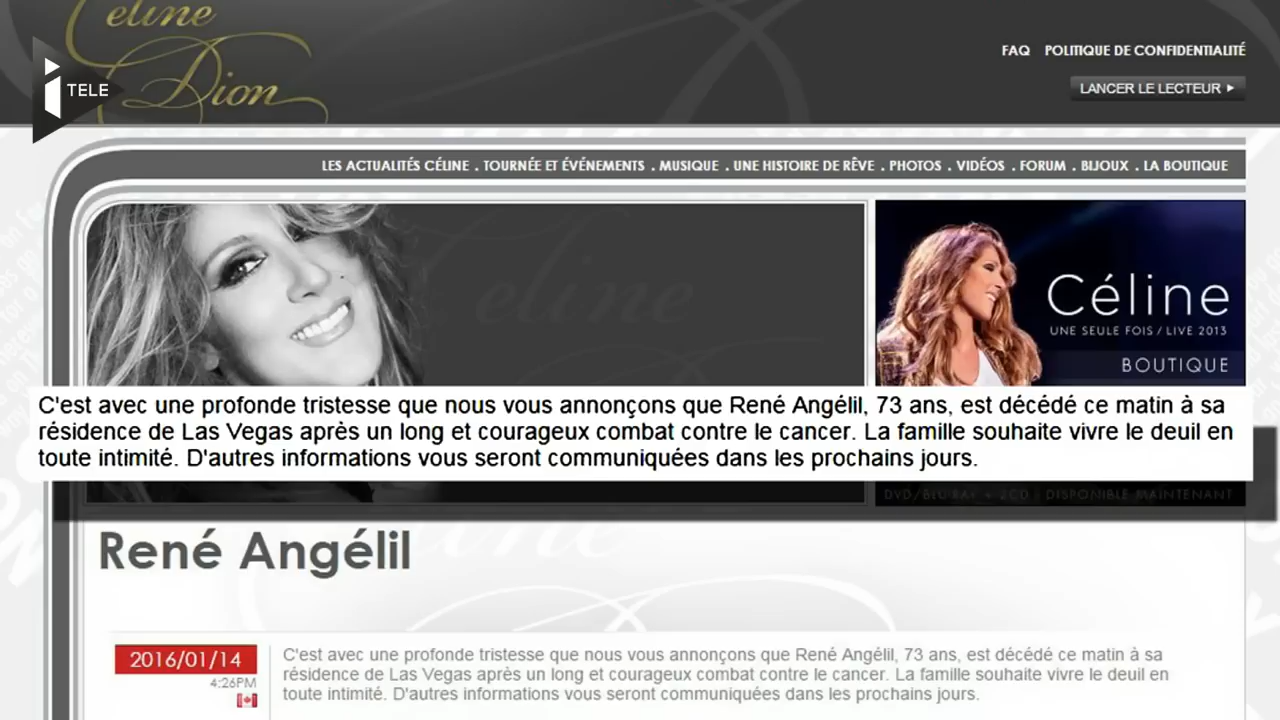 Celine
Dion
i TELE
FAQ POLITIQUE DE CONFIDENTIALITÉ
LANCER LE LECTEUR
LES ACTUALITÉS CÉLINE . TOURNÉE ET ÉVÉNEMENTS . MUSIQUE . UNE HISTOIRE DE RÊVE . PHOTOS . VIDÉOS . FORUM . BIJOUX . LA BOUTIQUE
Celine
Céline
UNE SEULE FOIS / LIVE 2013
BOUTIQUE
C'est avec une profonde tristesse que nous vous annonçons que René Angélil, 73 ans, est décédé ce matin à sa
résidence de Las Vegas après un long et courageux combat contre le cancer. La famille souhaite vivre le deuil en
toute intimité. D'autres informations vous seront communiquées dans les prochains jours.
DVD/BLU-RAY + 2CD - DISPONIBLE MAINTENANT
René Angélil
2016/01/14
4:26PM
C'est avec une profonde tristesse que nous vous annonçons que René Angélil, 73 ans, est décédé ce matin à sa
résidence de Las Vegas après un long et courageux combat contre le cancer. La famille souhaite vivre le deuil en
toute intimité. D'autres informations vous seront communiquées dans les prochains jours.